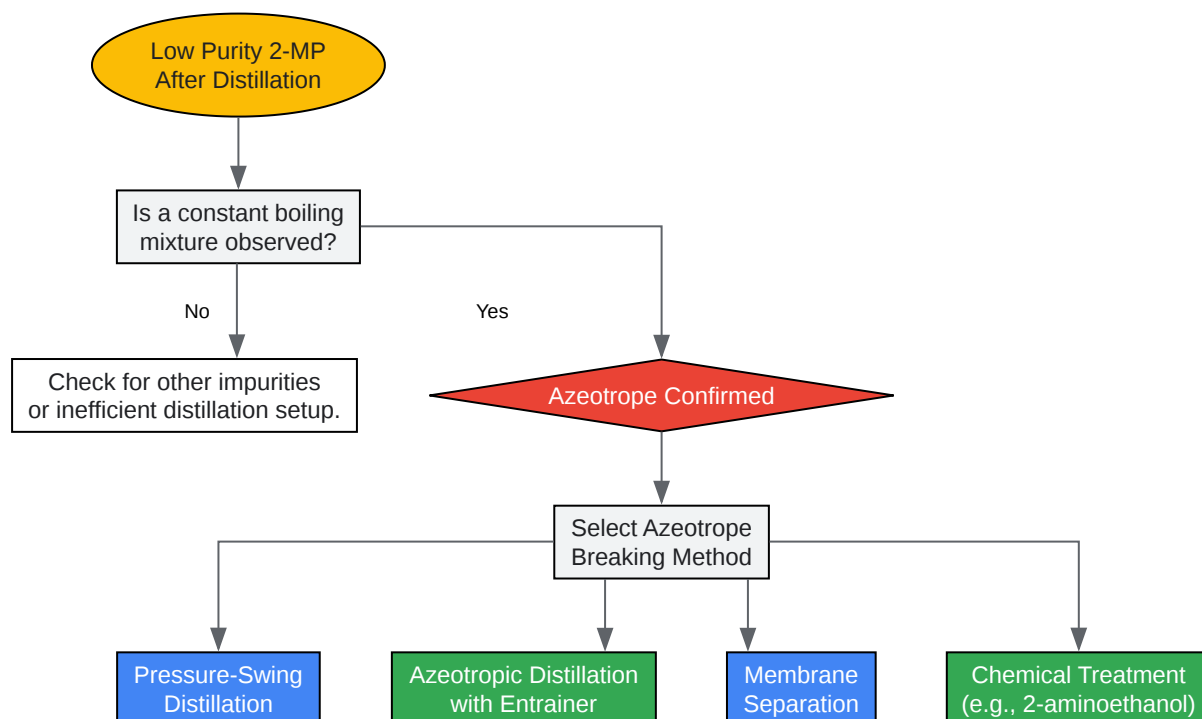 Low Purity 2-MP
After Distillation
Is a constant boiling
mixture observed?
No
Yes
Check for other impurities
or inefficient distillation setup.
Azeotrope Confirmed
Select Azeotrope
Breaking Method
Pressure-Swing
Distillation
Azeotropic Distillation
with Entrainer
Membrane
Separation
Chemical Treatment
(e.g., 2-aminoethanol)